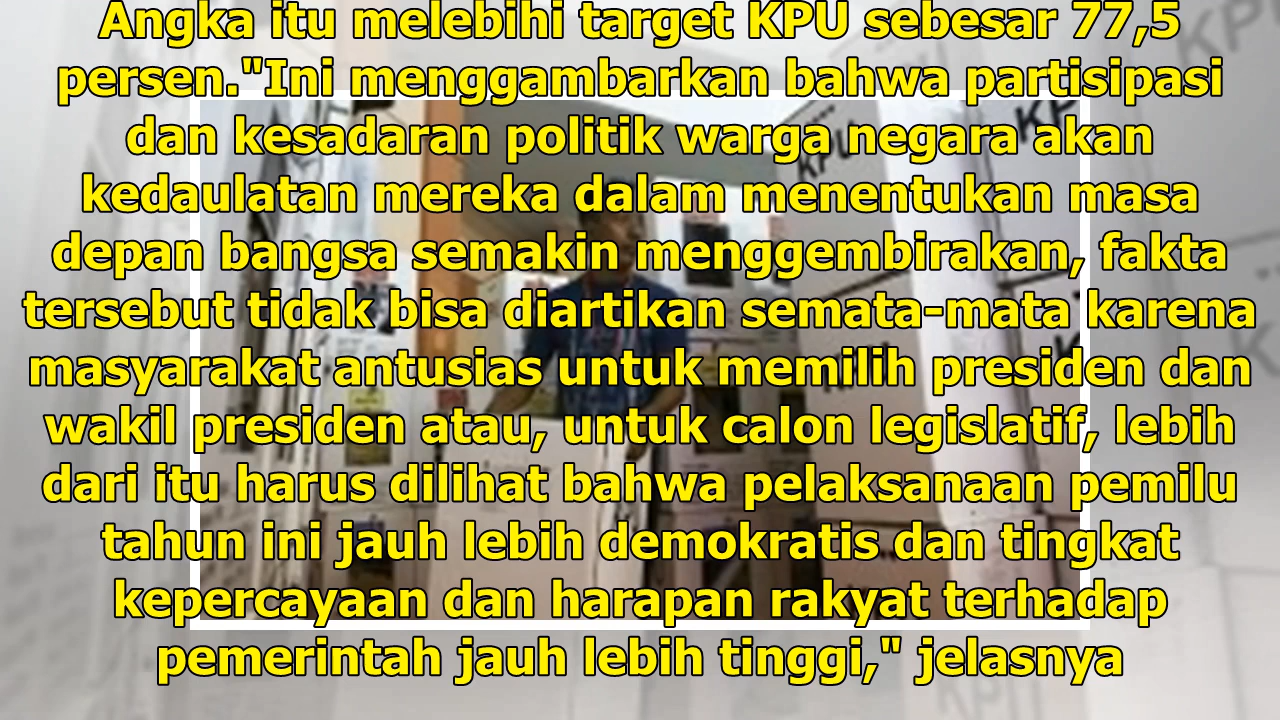 Angka itu melebihi target KPU sebesar 77,5
persen."Ini menggambarkan bahwa partisipasi
dan kesadaran politik warga negara akan
kedaulatan mereka dalam menentukan masa
depan bangsa semakin menggembirakan, fakta
tersebut tidak bisa diartikan semata-mata karena
masyarakat antusias untuk memilih presiden dan
wakil presiden atau, untuk calon legislatif, lebih
dari itu harus dilihat bahwa pelaksanaan pemilu
tahun ini jauh lebih demokratis dan tingkat
kepercayaan dan harapan rakyat terhadap
pemerintah jauh lebih tinggi," jelasnya
KPU